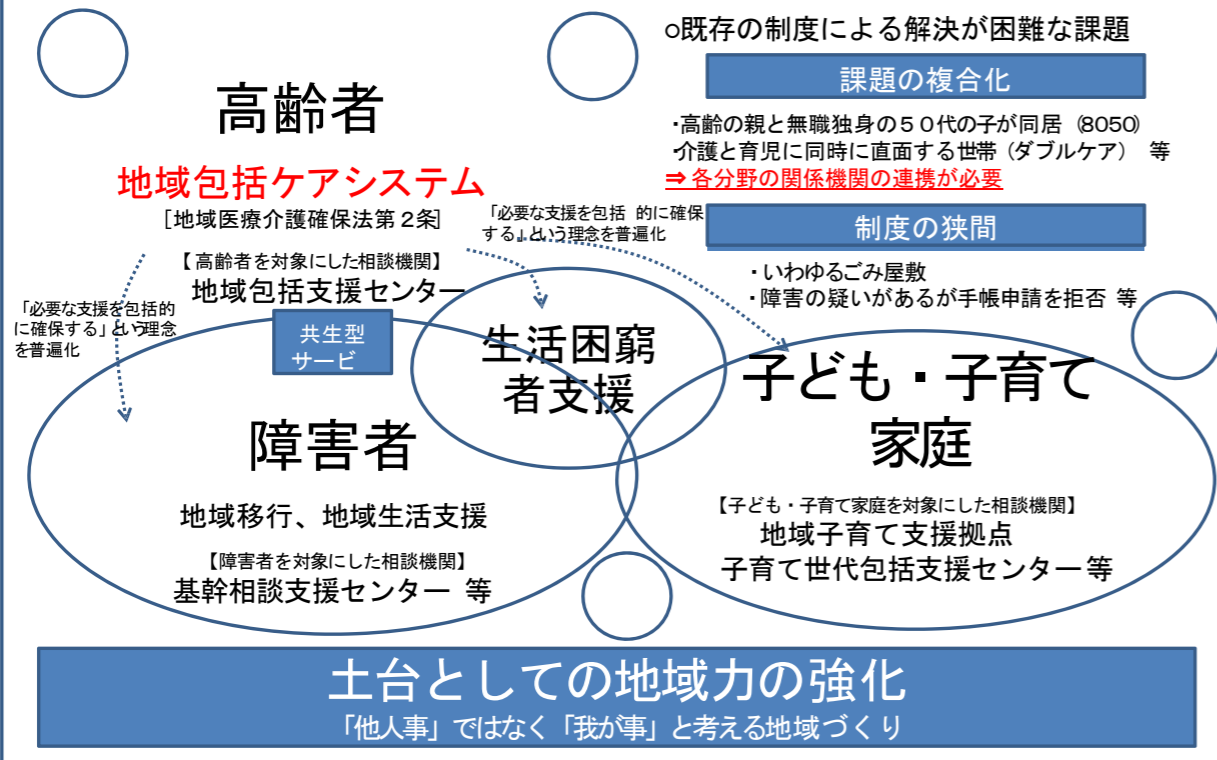 高齢者
地域包括ケアシステム
[地域医療介護確保法第2条]
【高齢者を対象にした相談機関】
地域包括支援センター
「必要な支援を包括的
に確保する」という理念
を普遍化
「必要な支援を包括 的に確保
する」という理念を普遍化
○既存の制度による解決が困難な課題
課題の複合化
・高齢の親と無職独身の５０代の子が同居（8050）
・介護と育児に同時に直面する世帯（ダブルケア） 等
⇒各分野の関係機関の連携が必要
制度の狭間
・いわゆるごみ屋敷
・障害の疑いがあるが手帳申請を拒否 等
共生型
サービ
生活困窮
者支援
障害者
地域移行、地域生活支援
【障害者を対象にした相談機関】
基幹相談支援センター 等
子ども・子育て
家庭
【子ども・子育て家庭を対象にした相談機関】
地域子育て支援拠点
子育て世代包括支援センター等
土台としての地域力の強化
「他人事」ではなく「我が事」と考える地域づくり